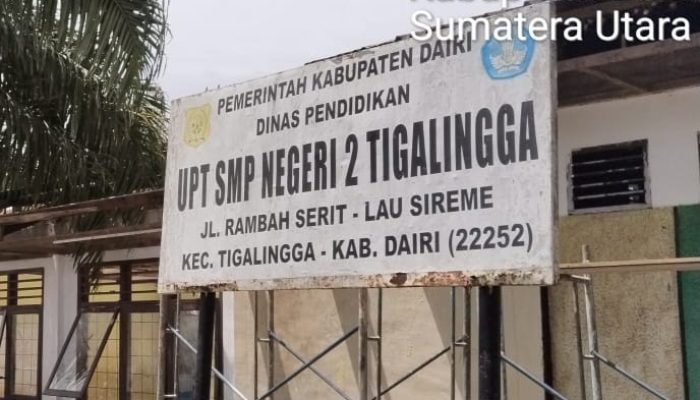 Sumatera Utara
PEMERINTAH KABUPATEN DAIRI
DINAS PENDIDIKAN
UPT SMP NEGERI 2 TIGALINGGA
JL. RAMBAH SERIT - LAU SIREME
KEC. TIGALINGGA - KAB. DAIRI (22252)